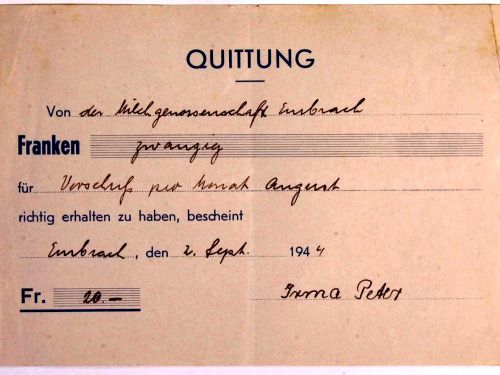 QUITTUNG
Von der Milchgenossenschaft Embrach
Franken zwanzig
für Vorschuß pro Monat August
richtig erhalten zu haben, bescheint
Embrach, den 2. Sept. 1944
Fr. 20.—
Irma Peter